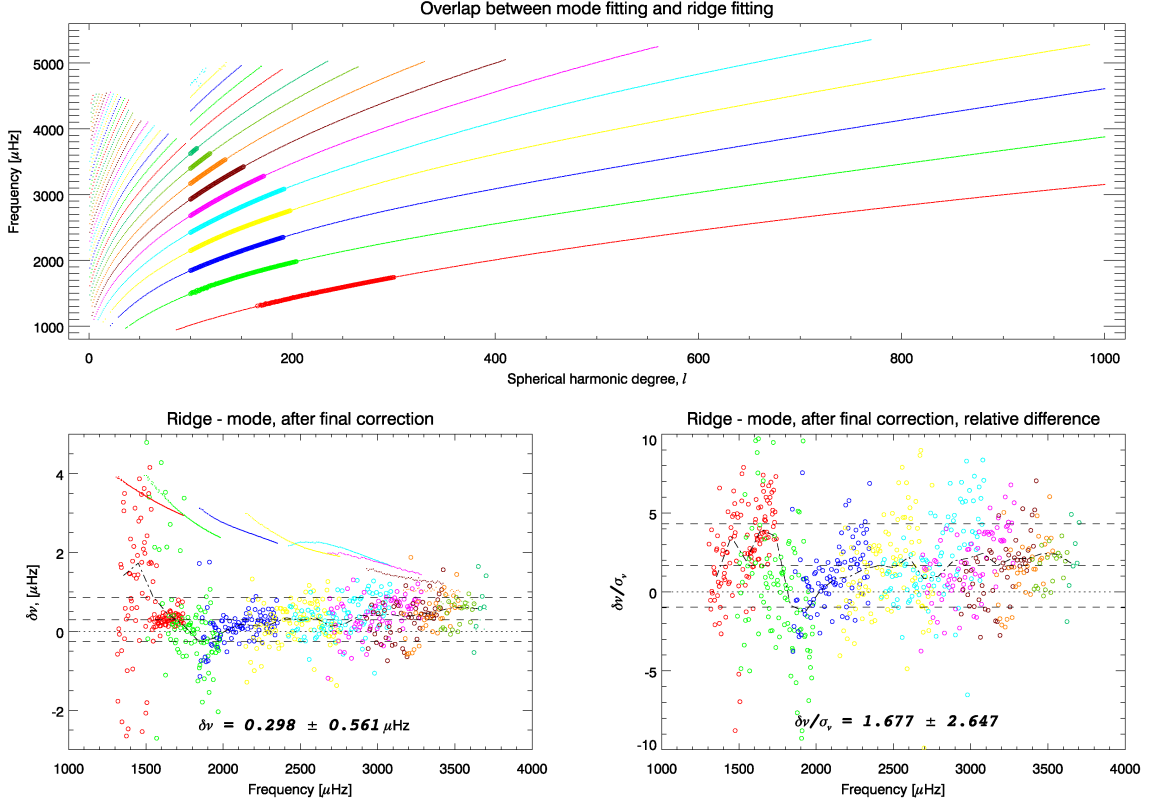 Overlap between mode fitting and ridge fitting
Frequency [μHz]
5000
4000
3000
2000
1000
0 200 400 600 800 1000
Spherical harmonic degree, l
Ridge - mode, after final correction
δν, [μHz]
4
2
0
-2
δν = 0.298 ± 0.561 μHz
1000 1500 2000 2500 3000 3500 4000
Frequency [μHz]
Ridge - mode, after final correction, relative difference
δν/σν
10
5
0
-5
-10
δν/σν = 1.677 ± 2.647
1000 1500 2000 2500 3000 3500 4000
Frequency [μHz]